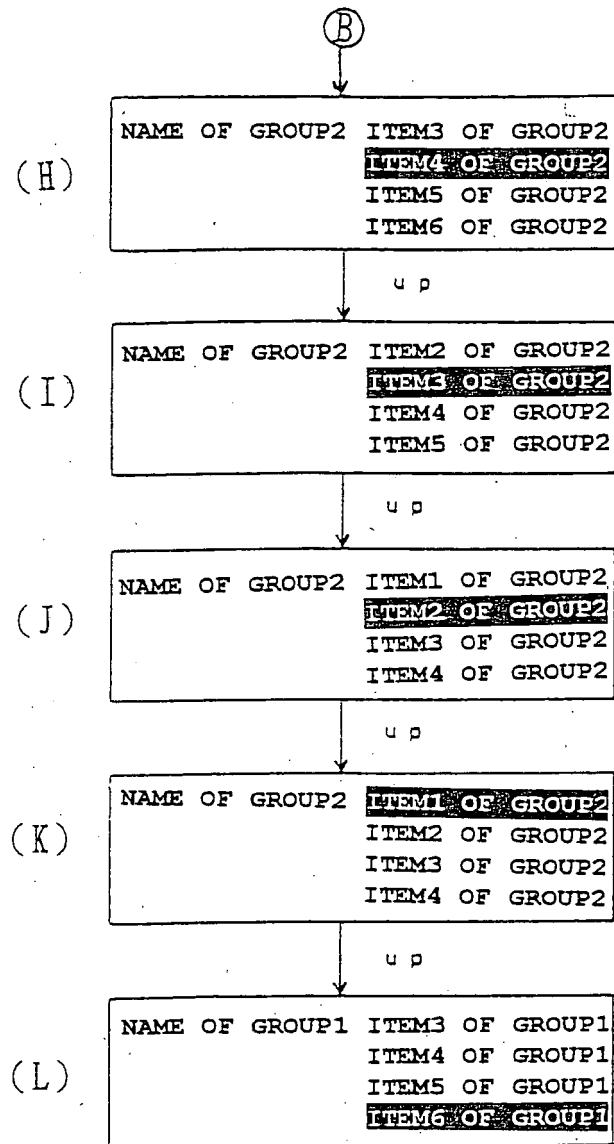 B
NAME OF GROUP2 ITEM3 OF GROUP2
(H)
ITEM4 OF GROUP2
ITEM5 OF GROUP2
ITEM6 OF GROUP2
up
NAME OF GROUP2 ITEM2 OF GROUP2
(I)
ITEM3 OF GROUP2
ITEM4 OF GROUP2
ITEM5 OF GROUP2
up
NAME OF GROUP2 ITEM1 OF GROUP2
(J)
ITEM2 OF GROUP2
ITEM3 OF GROUP2
ITEM4 OF GROUP2
up
NAME OF GROUP2 ITEM1 OF GROUP2
(K)
ITEM2 OF GROUP2
ITEM3 OF GROUP2
ITEM4 OF GROUP2
up
NAME OF GROUP1 ITEM3 OF GROUP1
(L)
ITEM4 OF GROUP1
ITEM5 OF GROUP1
ITEM6 OF GROUP1